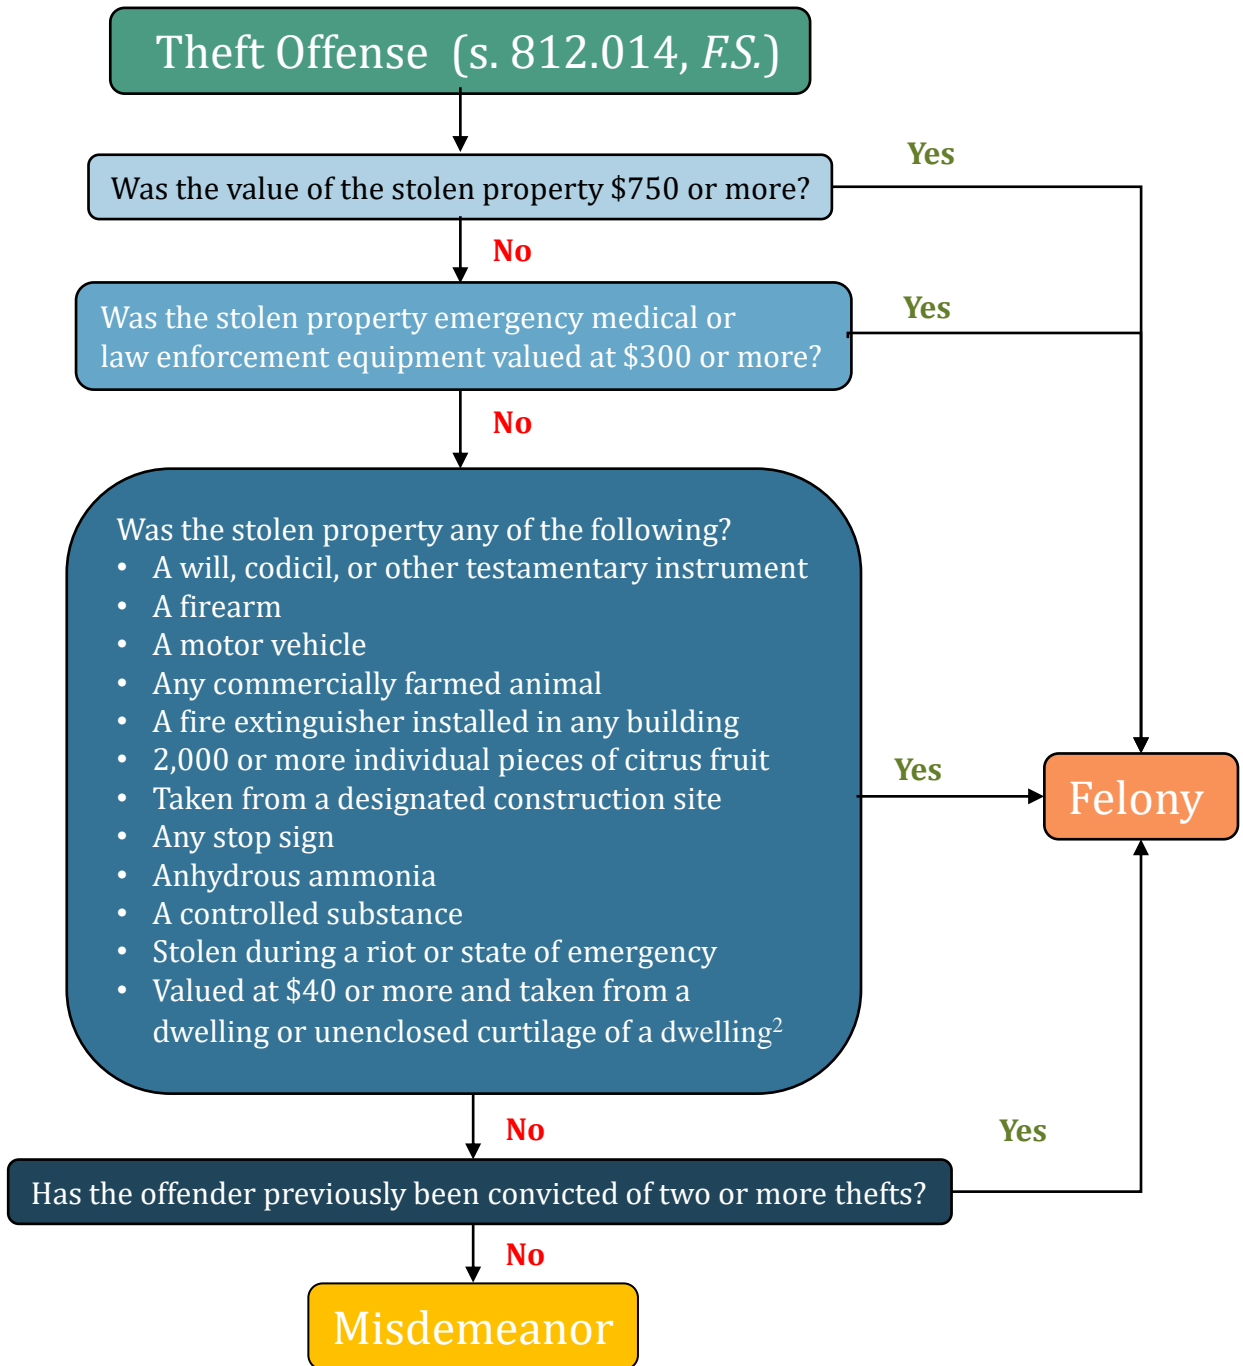 Theft Offense (s. 812.014, F.S.)
Was the value of the stolen property $750 or more?
Yes
No
Was the stolen property emergency medical or
law enforcement equipment valued at $300 or more?
Yes
No
Was the stolen property any of the following?
• A will, codicil, or other testamentary instrument
• A firearm
• A motor vehicle
• Any commercially farmed animal
• A fire extinguisher installed in any building
• 2,000 or more individual pieces of citrus fruit
• Taken from a designated construction site
• Any stop sign
• Anhydrous ammonia
• A controlled substance
• Stolen during a riot or state of emergency
• Valued at $40 or more and taken from a
dwelling or unenclosed curtilage of a dwelling²
Yes
Felony
No
Has the offender previously been convicted of two or more thefts?
Yes
No
Misdemeanor